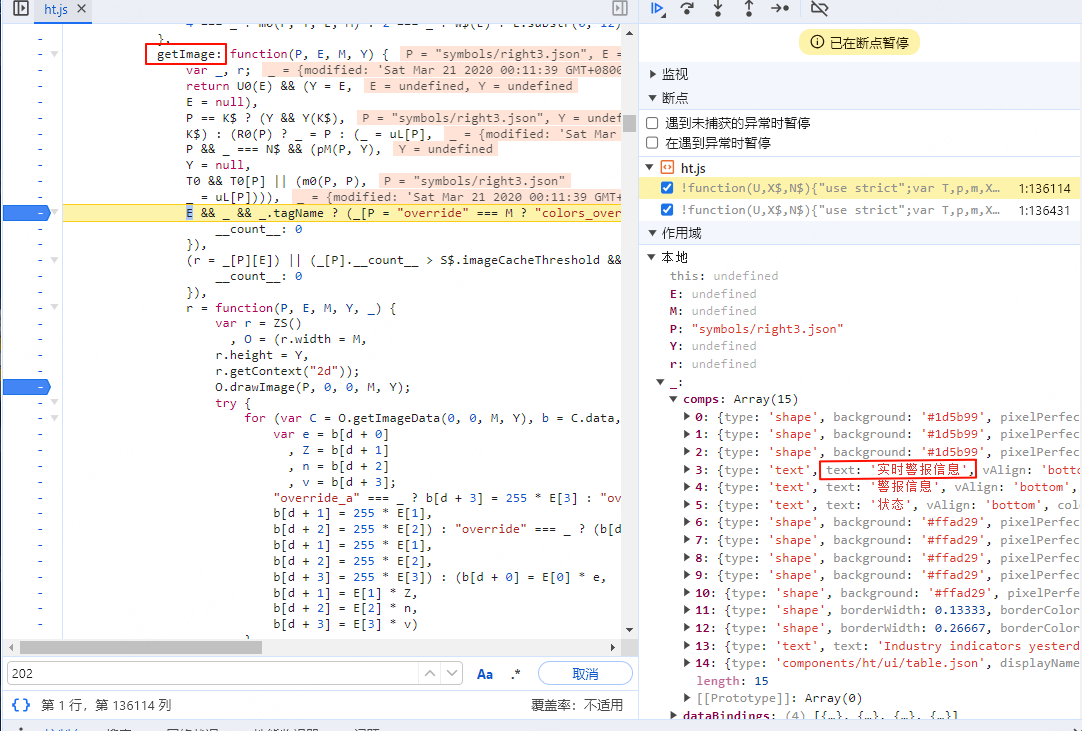 ht.js
已在断点暂停
监视
断点
遇到未捕获的异常时暂停
在遇到异常时暂停
ht.js
!function(U,X$,N$){"use strict";var T,p,m,X… 1:136114
!function(U,X$,N$){"use strict";var T,p,m,X… 1:136431
作用域
本地
this: undefined
E: undefined
M: undefined
P: "symbols/right3.json"
Y: undefined
r: undefined
_:
comps: Array(15)
0: {type: 'shape', background: '#1d5b99', pixelPerfec
1: {type: 'shape', background: '#1d5b99', pixelPerfec
2: {type: 'shape', background: '#1d5b99', pixelPerfec
3: {type: 'text', text: '实时警报信息', vAlign: 'botto
4: {type: 'text', text: '警报信息', vAlign: 'bottom',
5: {type: 'text', text: '状态', vAlign: 'bottom', col
6: {type: 'shape', background: '#ffad29', pixelPerfec
7: {type: 'shape', background: '#ffad29', pixelPerfec
8: {type: 'shape', background: '#ffad29', pixelPerfec
9: {type: 'shape', background: '#ffad29', pixelPerfec
10: {type: 'shape', background: '#ffad29', pixelPerfe
11: {type: 'shape', borderWidth: 0.13333, borderColor
12: {type: 'shape', borderWidth: 0.26667, borderColor
13: {type: 'text', text: 'Industry indicators yesterd
14: {type: 'components/ht/ui/table.json', displayName
length: 15
[[Prototype]]: Array(0)
dataBindings: (4) [{…}, {…}, {…}, {…}]
},
getImage: function(P, E, M, Y) { P = "symbols/right3.json", E =
var _, r; _ = {modified: 'Sat Mar 21 2020 00:11:39 GMT+0800
return U0(E) && (Y = E, E = undefined, Y = undefined
E = null),
P == K$ ? (Y && Y(K$), P = "symbols/right3.json", Y = undef
K$) : (R0(P) ? _ = P : (_ = uL[P], _ = {modified: 'Sat Mar
P && _ === N$ && (pM(P, Y), Y = undefined
Y = null,
T0 && T0[P] || (m0(P, P), P = "symbols/right3.json"
_ = uL[P]))), _ = {modified: 'Sat Mar 21 2020 00:11:39 GMT+
E && _ && _.tagName ? (_[P = "override" === M ? "colors_over
__count__: 0
}),
(r = _[P][E]) || (_[P].__count__ > S$.imageCacheThreshold &&
__count__: 0
}),
r = function(P, E, M, Y, _) {
var r = ZS()
, O = (r.width = M,
r.height = Y,
r.getContext("2d"));
O.drawImage(P, 0, 0, M, Y);
try {
for (var C = O.getImageData(0, 0, M, Y), b = C.data,
var e = b[d + 0]
, Z = b[d + 1]
, n = b[d + 2]
, v = b[d + 3];
"override_a" === _ ? b[d + 3] = 255 * E[3] : "ov
b[d + 1] = 255 * E[1],
b[d + 2] = 255 * E[2]) : "override" === _ ? (b[d
b[d + 1] = 255 * E[1],
b[d + 2] = 255 * E[2],
b[d + 3] = 255 * E[3]) : (b[d + 0] = E[0] * e,
b[d + 1] = E[1] * Z,
b[d + 2] = E[2] * n,
b[d + 3] = E[3] * v)
202
Aa .* 取消
{} 第 1 行，第 136114 列
覆盖率：不适用